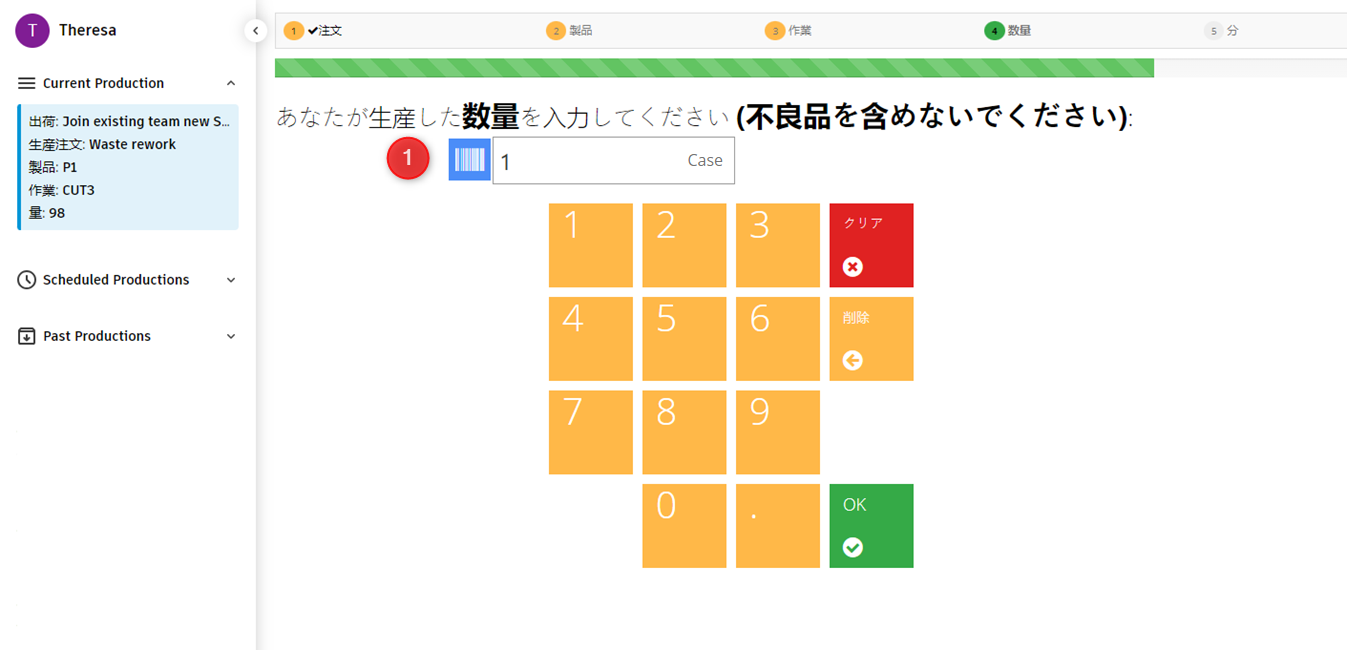 T Theresa
Current Production
出荷: Join existing team new S...
生産注文: Waste rework
製品: P1
作業: CUT3
量: 98
Scheduled Productions
Past Productions
1 ✔注文 2 製品 3 作業 4 数量 5 分
あなたが生産した数量を入力してください (不良品を含めないでください):
1 1 Case
1 2 3 クリア
4 5 6 削除
7 8 9
0 . OK